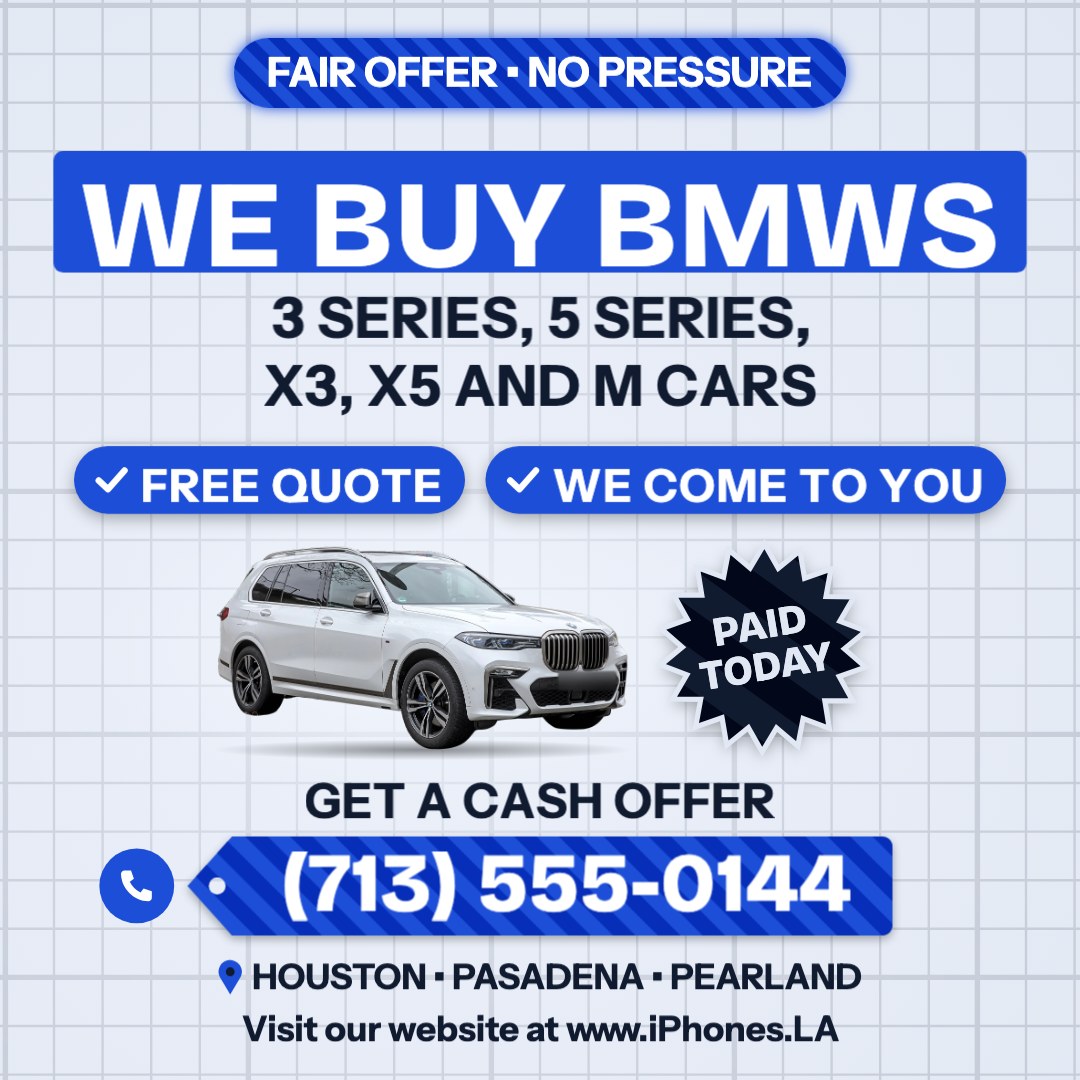 FAIR OFFER ▪ NO PRESSURE
WE BUY BMWS
3 SERIES, 5 SERIES,
X3, X5 AND M CARS
✓ FREE QUOTE
✓ WE COME TO YOU
PAID
TODAY
GET A CASH OFFER
(713) 555-0144
HOUSTON ▪ PASADENA ▪ PEARLAND
Visit our website at www.iPhones.LA